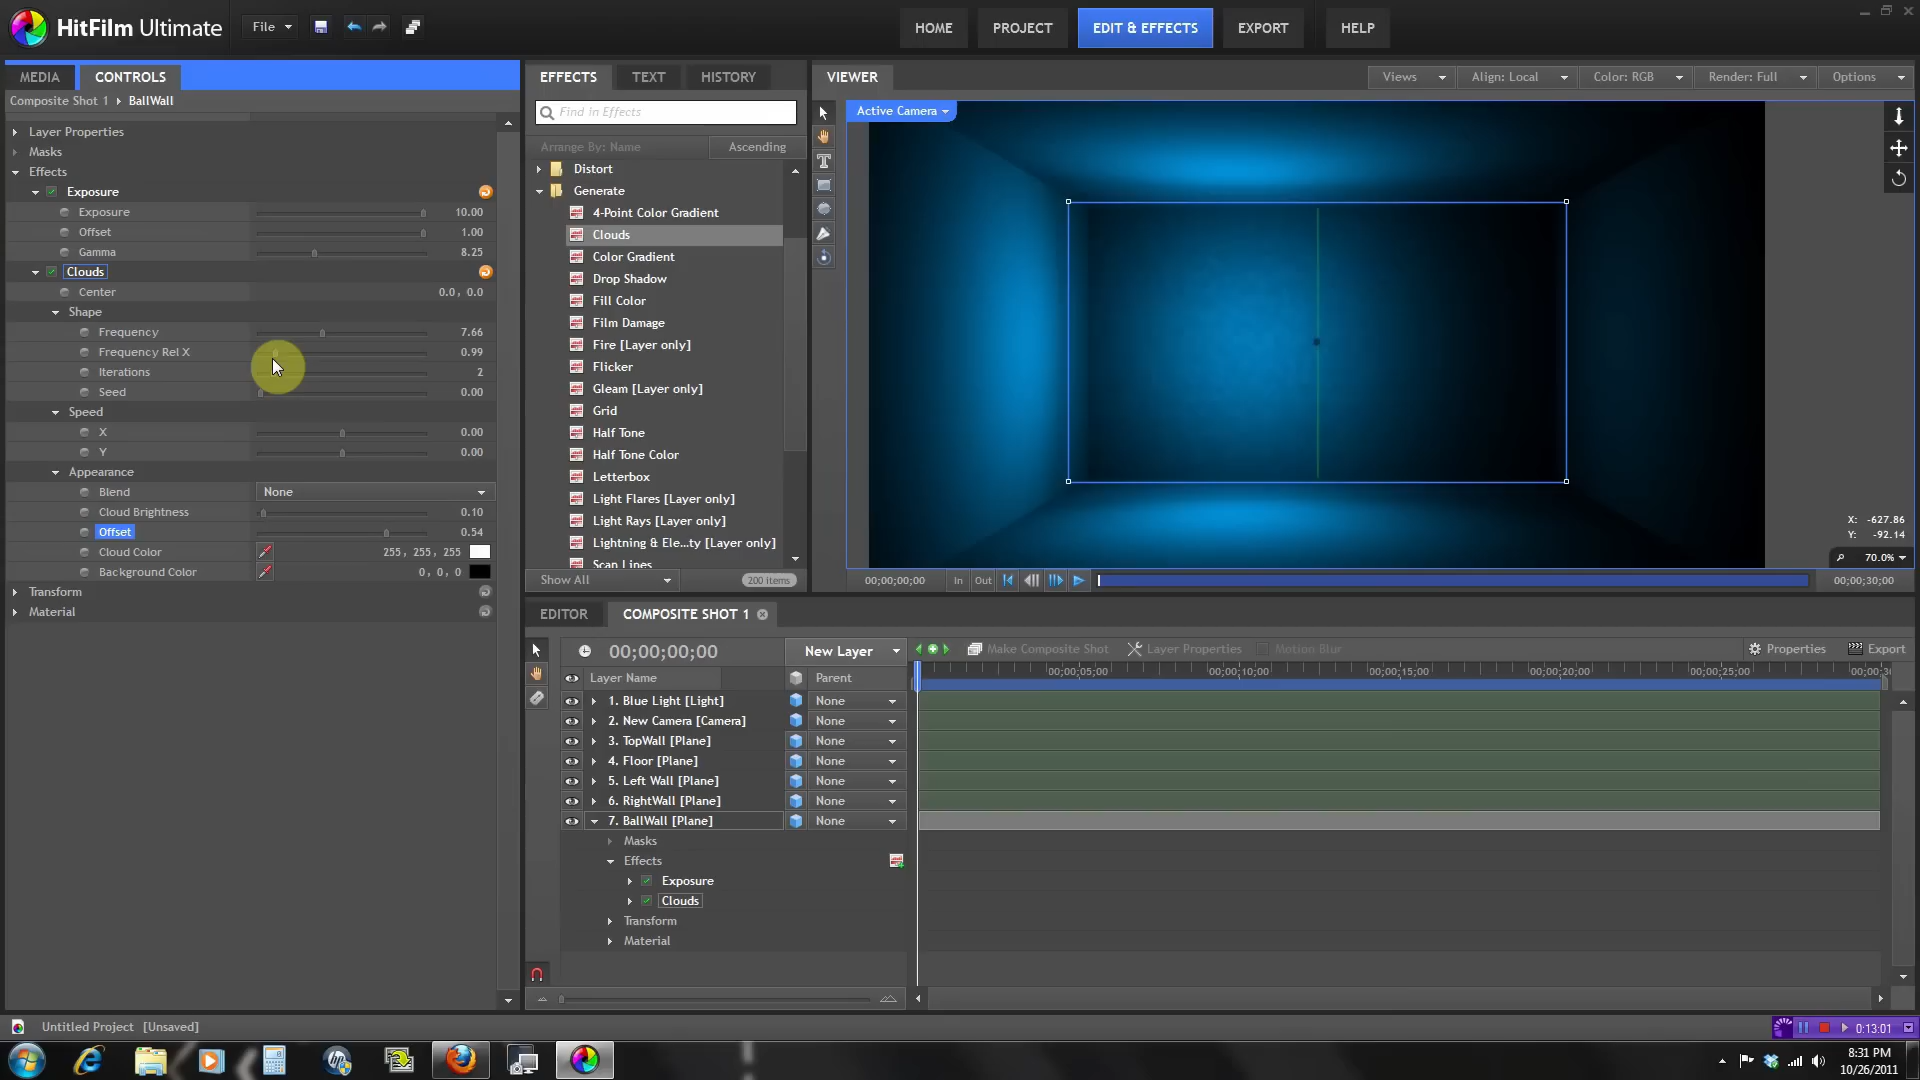 HitFilm Ultimate
File
HOME
PROJECT
EDIT & EFFECTS
EXPORT
HELP
MEDIA
CONTROLS
Composite Shot 1 ▸ BallWall
Layer Properties
Masks
Effects
Exposure
Exposure 10.00
Offset 1.00
Gamma 8.25
Clouds
Center 0.0, 0.0
Shape
Frequency 7.66
Frequency Rel X 0.99
Iterations 2
Seed 0.00
Speed
X 0.00
Y 0.00
Appearance
Blend None
Cloud Brightness 0.10
Offset 0.54
Cloud Color 255, 255, 255
Background Color 0, 0, 0
Transform
Material
EFFECTS
TEXT
HISTORY
Find in Effects
Arrange By: Name
Ascending
Distort
Generate
4-Point Color Gradient
Clouds
Color Gradient
Drop Shadow
Fill Color
Film Damage
Fire [Layer only]
Flicker
Gleam [Layer only]
Grid
Half Tone
Half Tone Color
Letterbox
Light Flares [Layer only]
Light Rays [Layer only]
Lightning & Ele...ty [Layer only]
Scan Lines
Show All
200 items
VIEWER
Views
Align: Local
Color: RGB
Render: Full
Options
Active Camera
X: -627.86
Y: -92.14
70.0%
00;00;00;00
In
Out
00;00;30;00
EDITOR
COMPOSITE SHOT 1
00;00;00;00
New Layer
Make Composite Shot
Layer Properties
Motion Blur
Properties
Export
Layer Name
Parent
00;00;05;00
00;00;10;00
00;00;15;00
00;00;20;00
00;00;25;00
00;00;3
1. Blue Light [Light] None
2. New Camera [Camera] None
3. TopWall [Plane] None
4. Floor [Plane] None
5. Left Wall [Plane] None
6. RightWall [Plane] None
7. BallWall [Plane] None
Masks
Effects
Exposure
Clouds
Transform
Material
Untitled Project [Unsaved]
0:13:01
8:31 PM
10/26/2011